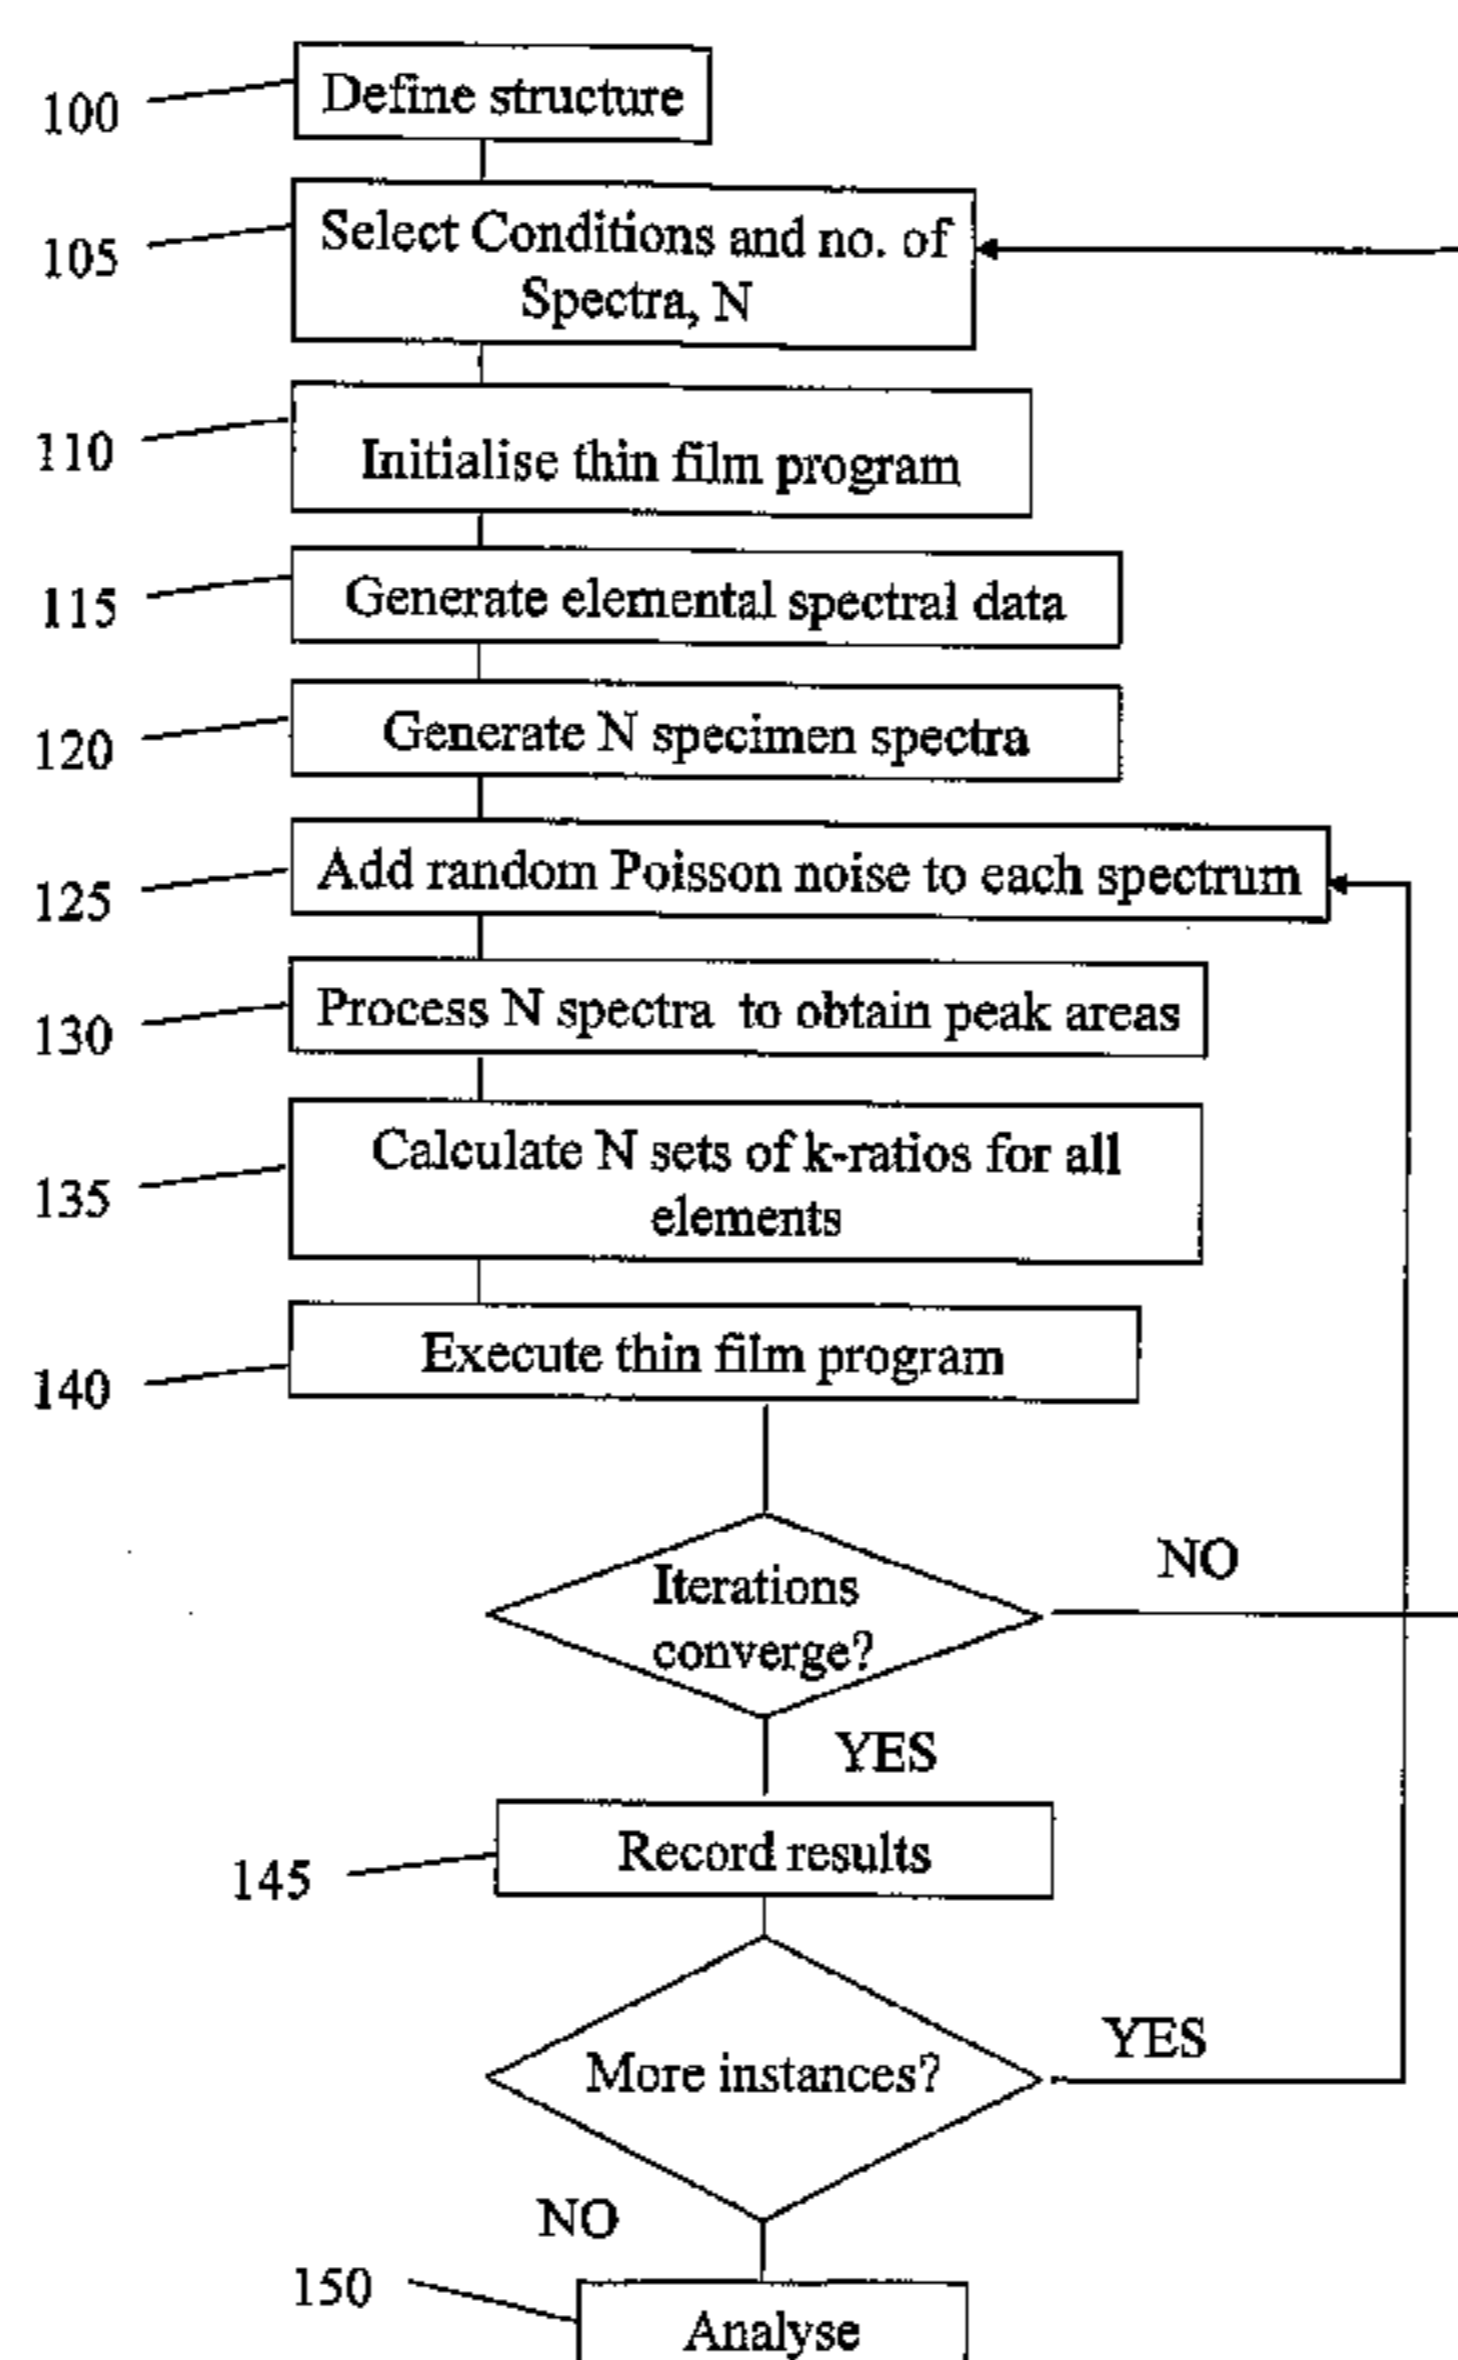 100
Define structure
105
Select Conditions and no. of
Spectra, N
110
Initialise thin film program
115
Generate elemental spectral data
120
Generate N specimen spectra
125
Add random Poisson noise to each spectrum
130
Process N spectra to obtain peak areas
135
Calculate N sets of k-ratios for all
elements
140
Execute thin film program
Iterations
converge?
NO
YES
145
Record results
More instances?
YES
NO
150
Analyse